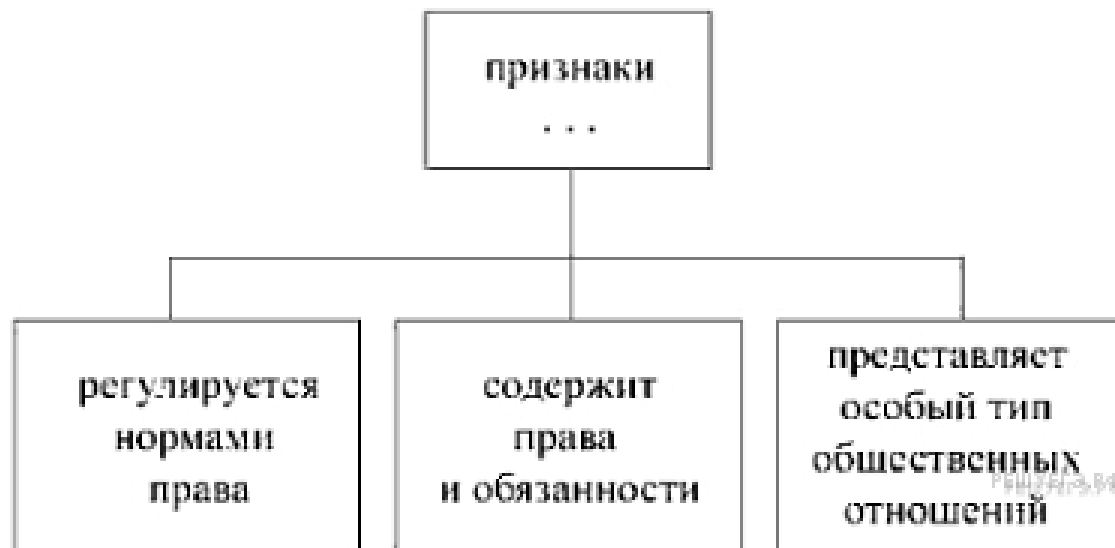 признаки
. . .
регулируется
нормами
права
содержит
права
и обязанности
представляет
особый тип
общественных
отношений